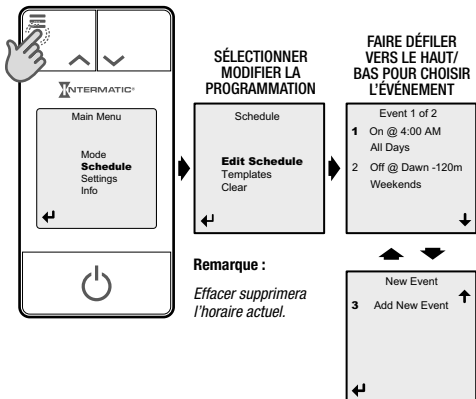 INTERMATIC®
Main Menu
Mode
Schedule
Settings
Info
SÉLECTIONNER
MODIFIER LA
PROGRAMMATION
Schedule
Edit Schedule
Templates
Clear
Remarque :
Effacer supprimera
l'horaire actuel.
FAIRE DÉFILER
VERS LE HAUT/
BAS POUR CHOISIR
L'ÉVÉNEMENT
Event 1 of 2
1 On @ 4:00 AM
All Days
2 Off @ Dawn -120m
Weekends
New Event
3 Add New Event